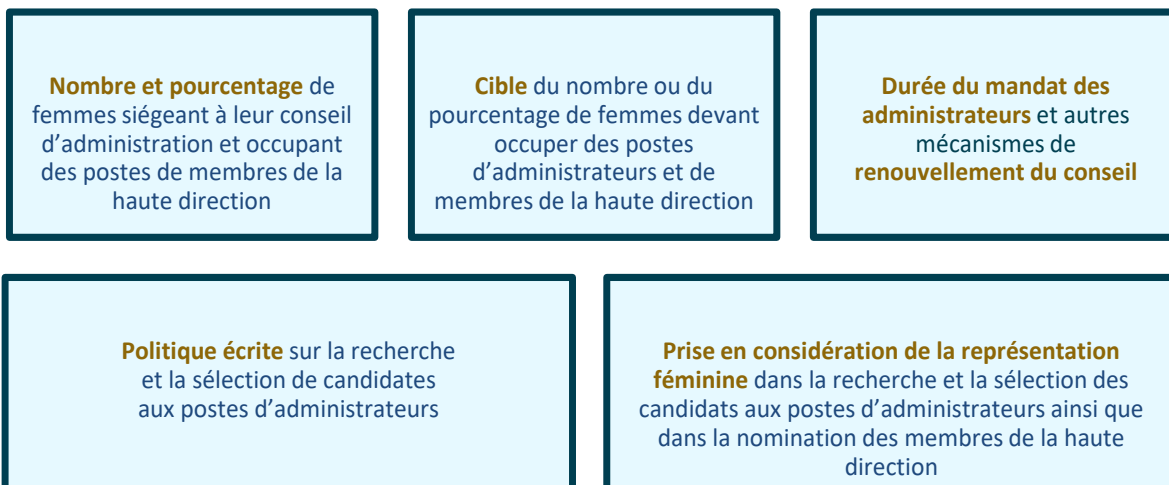 Nombre et pourcentage de
femmes siégeant à leur conseil
d’administration et occupant
des postes de membres de la
haute direction
Cible du nombre ou du
pourcentage de femmes devant
occuper des postes
d’administrateurs et de
membres de la haute direction
Durée du mandat des
administrateurs et autres
mécanismes de
renouvellement du conseil
Politique écrite sur la recherche
et la sélection de candidates
aux postes d’administrateurs
Prise en considération de la représentation
féminine dans la recherche et la sélection des
candidats aux postes d’administrateurs ainsi que
dans la nomination des membres de la haute
direction